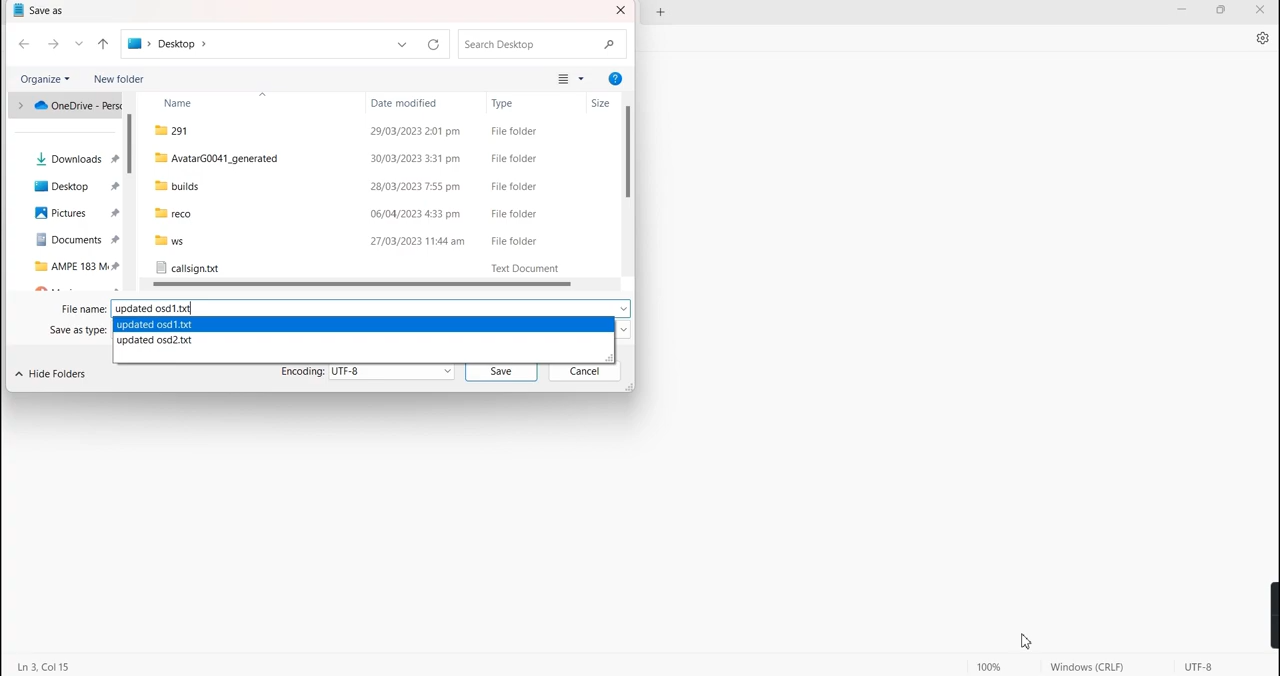 Save as
Desktop
Search Desktop
Organize
New folder
OneDrive - Perso
Name
Date modified
Type
Size
291
29/03/2023 2:01 pm
File folder
Downloads
AvatarG0041_generated
30/03/2023 3:31 pm
File folder
Desktop
builds
28/03/2023 7:55 pm
File folder
Pictures
reco
06/04/2023 4:33 pm
File folder
Documents
ws
27/03/2023 11:44 am
File folder
AMPE 183 M
callsign.txt
Text Document
File name:
updated osd1.txt
Save as type:
updated osd1.txt
updated osd2.txt
Hide Folders
Encoding:
UTF-8
Save
Cancel
Ln 3, Col 15
100%
Windows (CRLF)
UTF-8